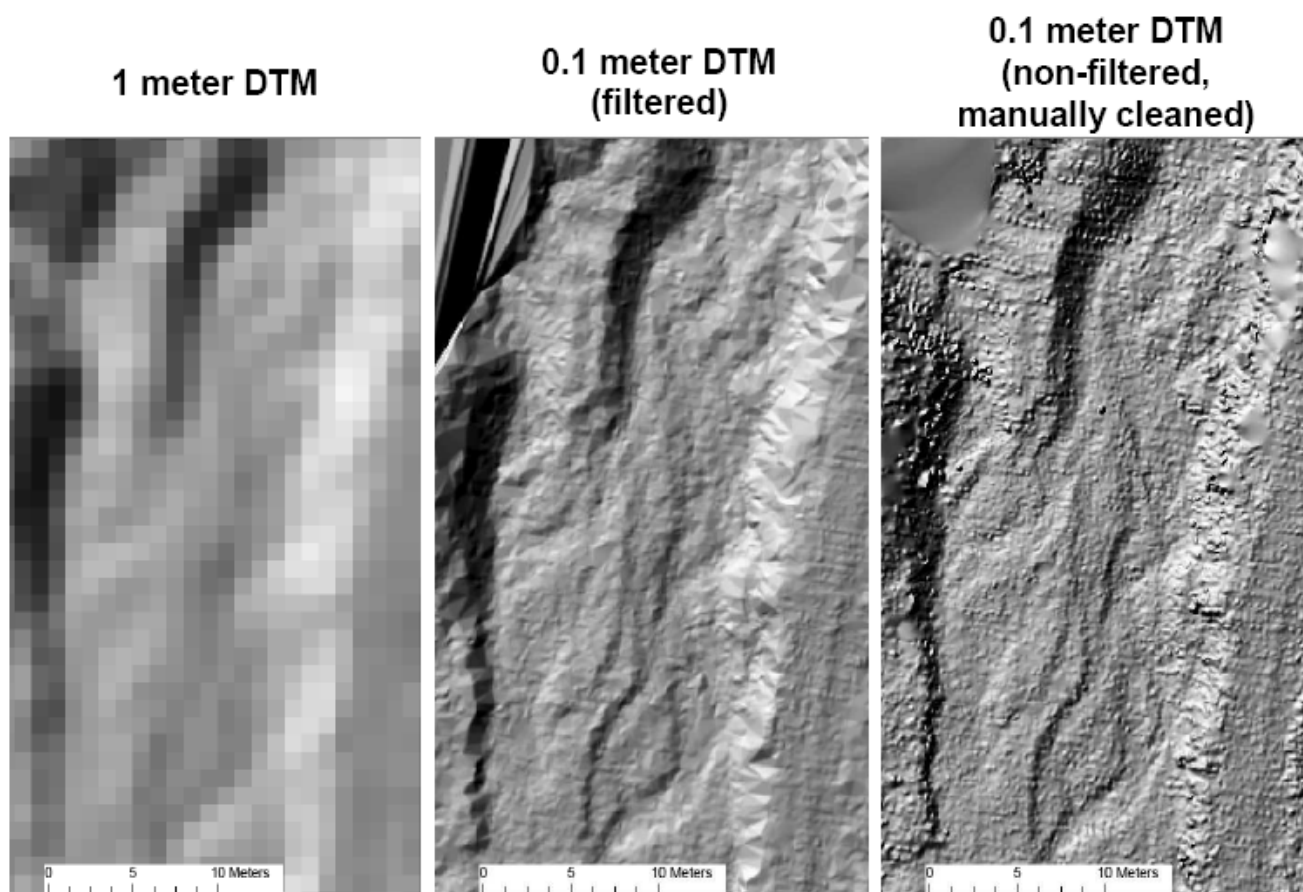 1 meter DTM
0.1 meter DTM
(filtered)
0.1 meter DTM
(non-filtered,
manually cleaned)
0 5 10 Meters
0 5 10 Meters
0 5 10 Meters